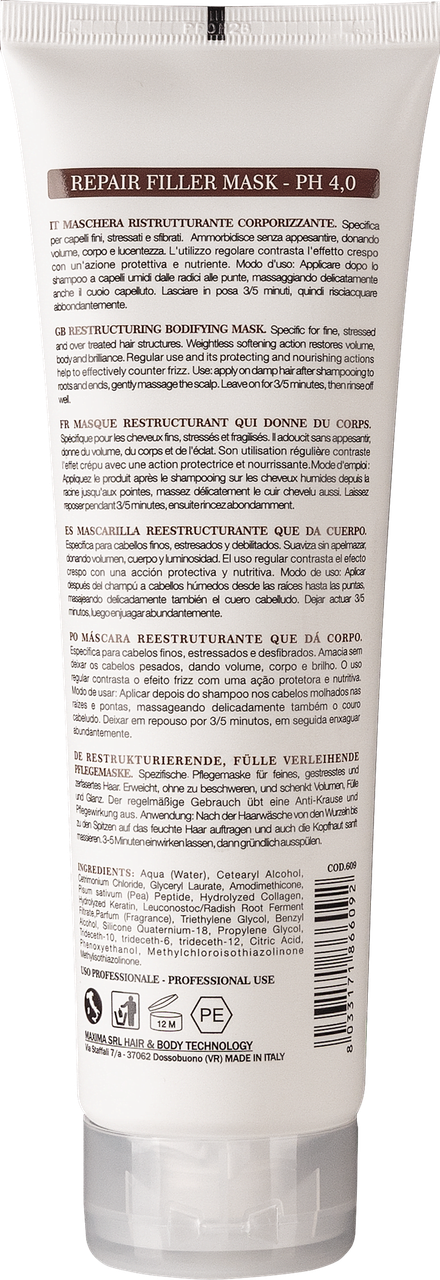 REPAIR FILLER MASK - PH 4,0
IT MASCHERA RISTRUTTURANTE CORPORIZZANTE. Specifica
per capelli fini, stressati e sfibrati. Ammorbidisce senza appesantire, donando
volume, corpo e lucentezza. L'utilizzo regolare contrasta l'effetto crespo
con un'azione protettiva e nutriente. Modo d'uso: Applicare dopo lo
shampoo a capelli umidi dalle radici alle punte, massaggiando delicatamente
anche il cuoio capelluto. Lasciare in posa 3/5 minuti, quindi risciacquare
abbondantemente.
GB RESTRUCTURING BODIFYING MASK. Specific for fine, stressed
and over treated hair structures. Weightless softening action restores volume,
body and brilliance. Regular use and its protecting and nourishing actions
help to effectively counter frizz. Use: apply on damp hair after shampooing to
roots and ends, gently massage the scalp. Leave on for 3/5 minutes, then rinse off
well.
FR MASQUE RESTRUCTURANT QUI DONNE DU CORPS.
Spécifique pour les cheveux fins, stressés et fragilisés. Il adoucit sans appesantir,
donne du volume, du corps et de l'éclat. Son utilisation régulière contraste
l'effet crépu avec une action protectrice et nourrissante. Mode d'emploi:
Appliquez le produit après le shampooing sur les cheveux humides depuis la
racine jusqu'aux pointes, massez délicatement le cuir chevelu aussi. Laissez
reposer pendant 3/5 minutes, ensuite rincez abondamment.
ES MASCARILLA REESTRUCTURANTE QUE DA CUERPO.
Especifica para cabellos finos, estresados y debilitados. Suaviza sin apelmazar,
donando volumen, cuerpo y luminosidad. El uso regular contrasta el efecto
crespo con una acción protectiva y nutritiva. Modo de uso: Aplicar
después del champú a cabellos húmedos desde las raíces hasta las puntas,
masajeando delicadamente también el cuero cabelludo. Dejar actuar 3/5
minutos, luego enjuagar abundantemente.
PO MÁSCARA REESTRUTURANTE QUE DÁ CORPO.
Especifica para cabelos finos, estressados e desfibrados. Amacia sem
deixar os cabelos pesados, dando volume, corpo e brilho. O uso
regular contrasta o efeito frizz com uma ação protetora e nutritiva.
Modo de usar: Aplicar depois do shampoo nos cabelos molhados nas
raízes e pontas, massageando delicadamente também o couro
cabeludo. Deixar em repouso por 3/5 minutos, em seguida enxaguar
abundantemente.
DE RESTRUKTURIERENDE, FÜLLE VERLEIHENDE
PFLEGEMASKE. Spezifische Pflegemaske für feines, gestresstes und
zerfasertes Haar. Erweicht, ohne zu beschweren, und schenkt Volumen, Fülle
und Glanz. Der regelmäßige Gebrauch übt eine Anti-Krause und
Pflegewirkung aus. Anwendung: Nach der Haarwäsche von den Wurzeln bis
zu den Spitzen auf das feuchte Haar auftragen und auch die Kopfhaut sanft
massieren. 3-5 Minuten einwirken lassen, dann gründlich ausspülen.
INGREDIENTS: Aqua (Water), Cetearyl Alcohol,
Cetrimonium Chloride, Glyceryl Laurate, Amodimethicone,
Pisum sativum (Pea) Peptide, Hydrolyzed Collagen,
Hydrolyzed Keratin, Leuconostoc/Radish Root Ferment
Filtrate, Parfum (Fragrance), Triethylene Glycol, Benzyl
Alcohol, Silicone Quaternium-18, Propylene Glycol,
Trideceth-10, trideceth-6, trideceth-12, Citric Acid,
Phenoxyethanol, Methylchloroisothiazolinone
Methylisothiazolinone.
COD.609
8 033171 866092
USO PROFESSIONALE - PROFESSIONAL USE
12 M
PE
MAXIMA SRL HAIR & BODY TECHNOLOGY
Via Staffali 7/a - 37062 Dossobuono (VR) MADE IN ITALY